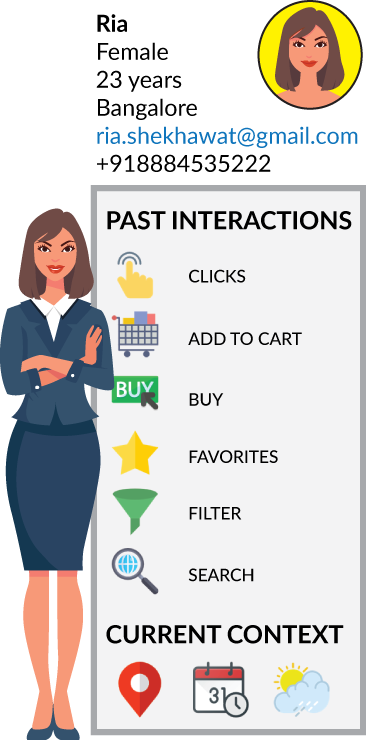 Ria
Female
23 years
Bangalore
ria.shekhawat@gmail.com
+918884535222
PAST INTERACTIONS
CLICKS
ADD TO CART
BUY
BUY
FAVORITES
FILTER
SEARCH
CURRENT CONTEXT
31